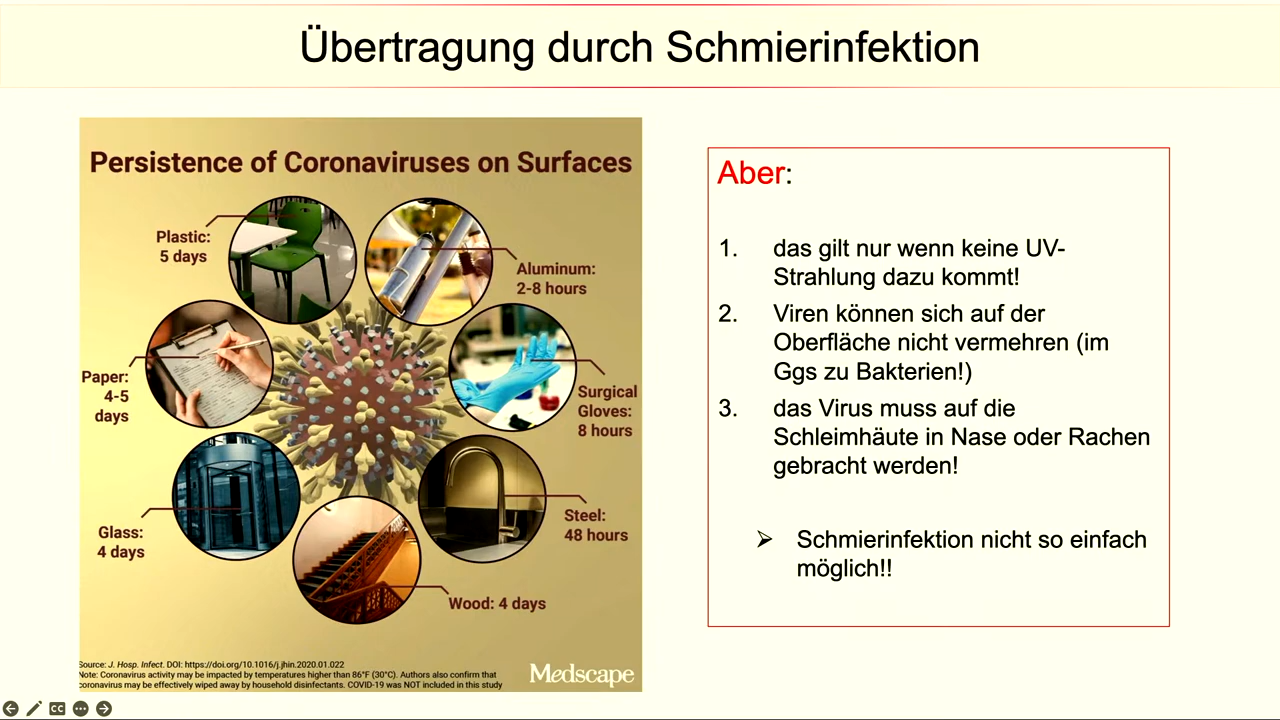 Übertragung durch Schmierinfektion
Persistence of Coronaviruses on Surfaces
Plastic:
5 days
Aluminum:
2-8 hours
Paper:
4-5
days
Surgical
Gloves:
8 hours
Glass:
4 days
Steel:
48 hours
Wood: 4 days
Source: J. Hosp. Infect. DOI: https://doi.org/10.1016/j.jhin.2020.01.022
Note: Coronavirus activity may be impacted by temperatures higher than 86°F (30°C). Authors also confirm that
coronavirus may be effectively wiped away by household disinfectants. COVID-19 was NOT included in this study
Medscape
Aber:
1. das gilt nur wenn keine UV-
Strahlung dazu kommt!
2. Viren können sich auf der
Oberfläche nicht vermehren (im
Ggs zu Bakterien!)
3. das Virus muss auf die
Schleimhäute in Nase oder Rachen
gebracht werden!
➢ Schmierinfektion nicht so einfach
möglich!!
CC